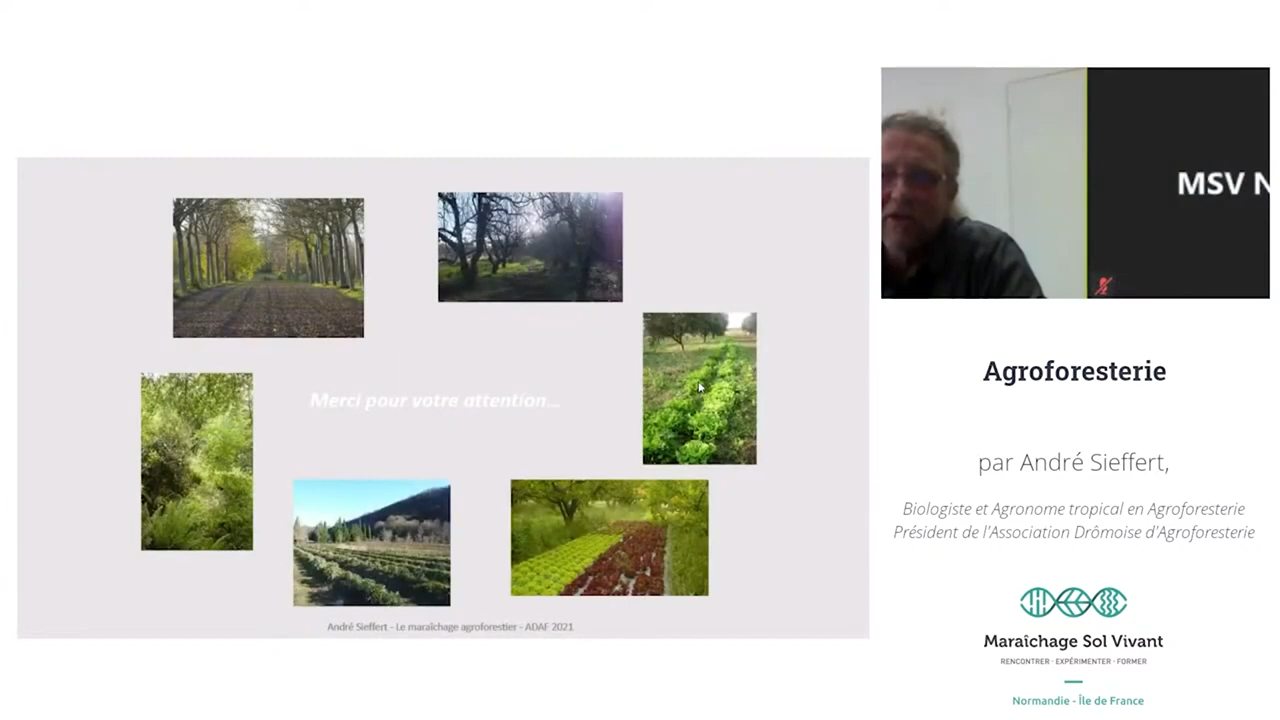 Merci pour votre attention...
André Sieffert - Le maraîchage agroforestier - ADAF 2021
MSV N
Agroforesterie
par André Sieffert,
Biologiste et Agronome tropical en Agroforesterie
Président de l'Association Drômoise d'Agroforesterie
Maraîchage Sol Vivant
RENCONTRER · EXPÉRIMENTER · FORMER
Normandie - Île de France